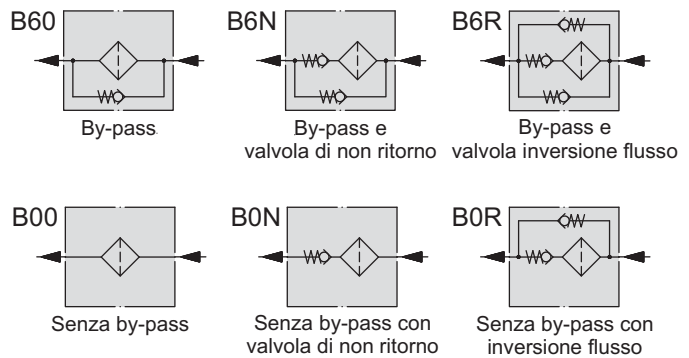 B60
By-pass
B6N
By-pass e
valvola di non ritorno
B6R
By-pass e
valvola inversione flusso
B00
Senza by-pass
B0N
Senza by-pass con
valvola di non ritorno
B0R
Senza by-pass con
inversione flusso